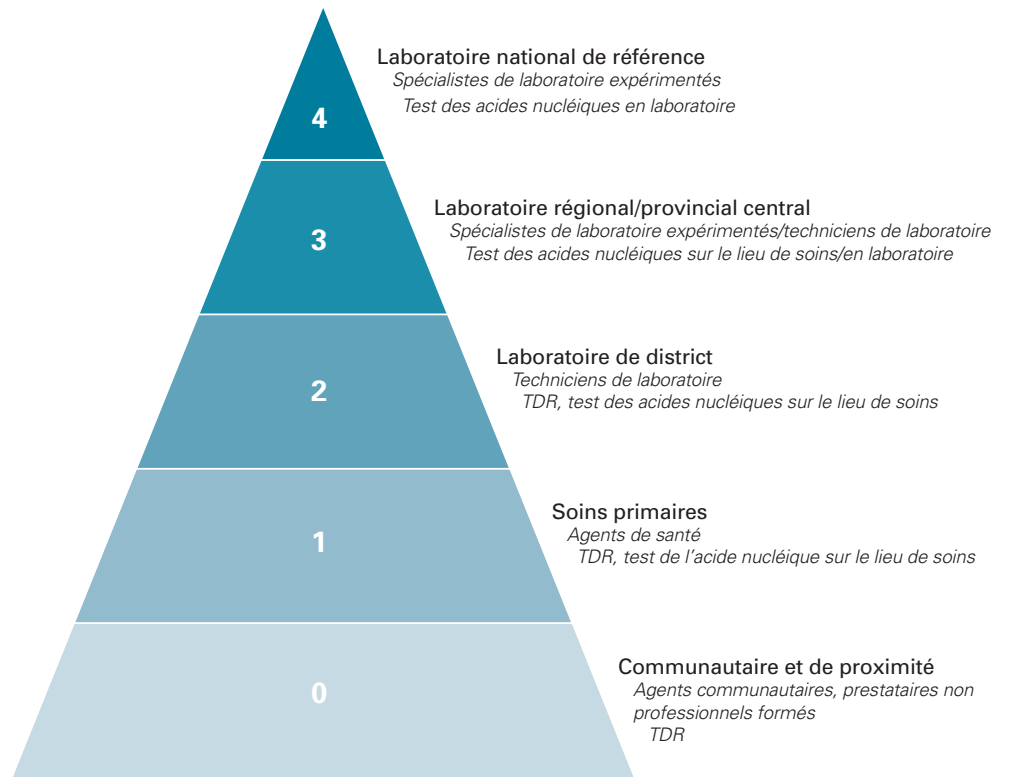 4
Laboratoire national de référence
Spécialistes de laboratoire expérimentés
Test des acides nucléiques en laboratoire
3
Laboratoire régional/provincial central
Spécialistes de laboratoire expérimentés/techniciens de laboratoire
Test des acides nucléiques sur le lieu de soins/en laboratoire
2
Laboratoire de district
Techniciens de laboratoire
TDR, test des acides nucléiques sur le lieu de soins
1
Soins primaires
Agents de santé
TDR, test de l'acide nucléique sur le lieu de soins
0
Communautaire et de proximité
Agents communautaires, prestataires non
professionnels formés
TDR